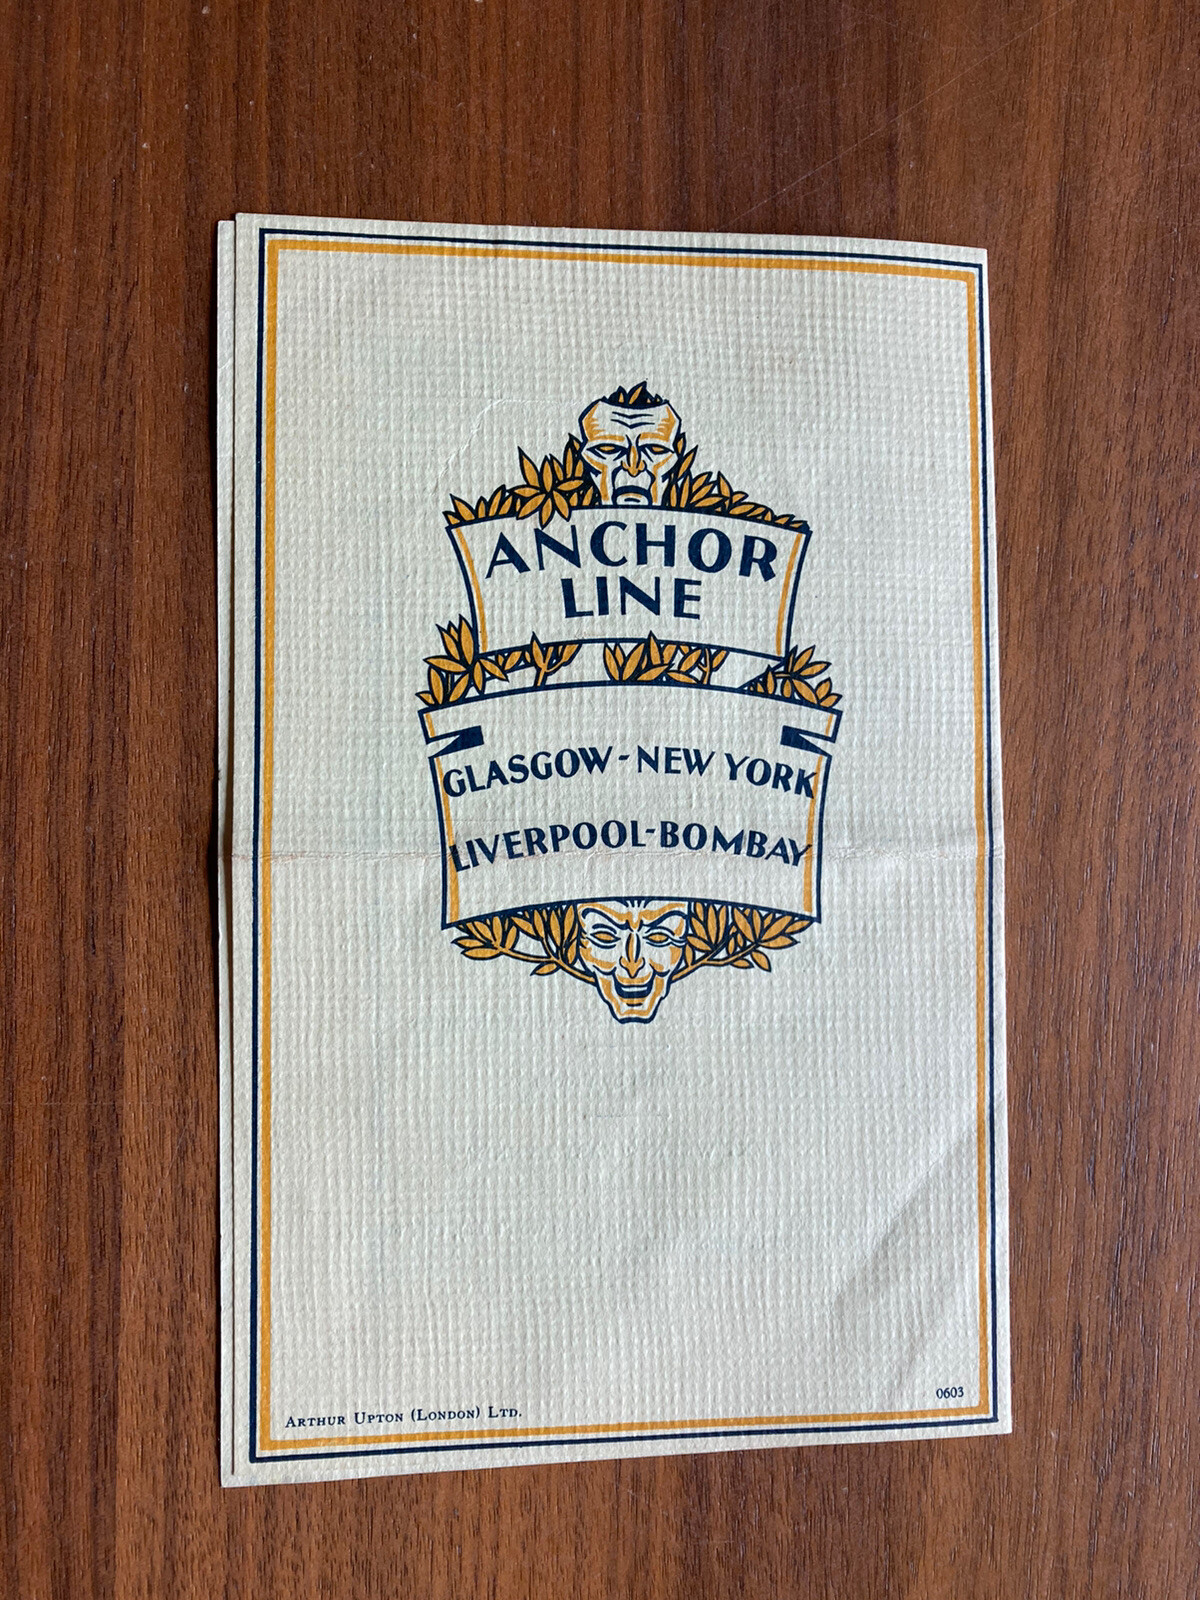 ANCHOR
LINE
GLASGOW-NEW YORK
LIVERPOOL-BOMBAY
ARTHUR UPTON (LONDON) LTD.
0603